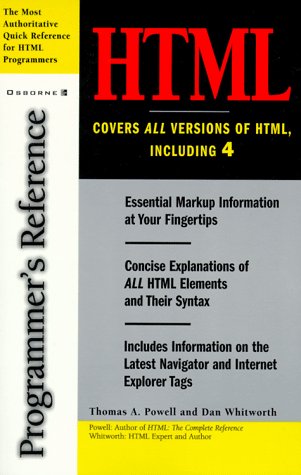 The Most
Authoritative
Quick Reference
for HTML
Programmers
OSBORNE
HTML
COVERS ALL VERSIONS OF HTML,
INCLUDING 4
Programmer's Reference
Essential Markup Information
at Your Fingertips
Concise Explanations of
ALL HTML Elements
and Their Syntax
Includes Information on the
Latest Navigator and Internet
Explorer Tags
Thomas A. Powell and Dan Whitworth
Powell: Author of HTML: The Complete Reference
Whitworth: HTML Expert and Author